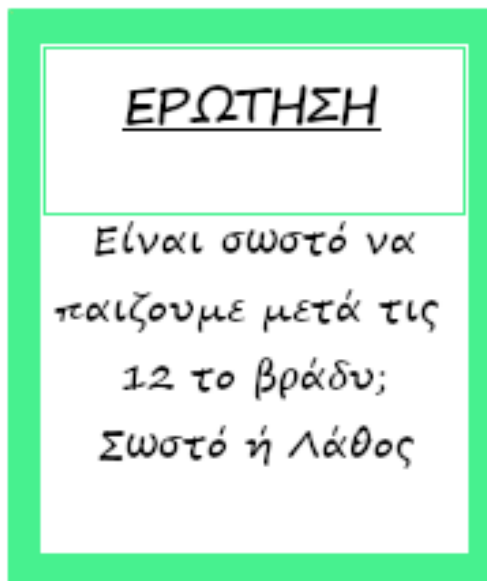 ΕΡΩΤΗΣΗ
Είναι σωστό να
παιζουμε μετά τις
12 το βράδυ;
Σωστό ή Λάθος